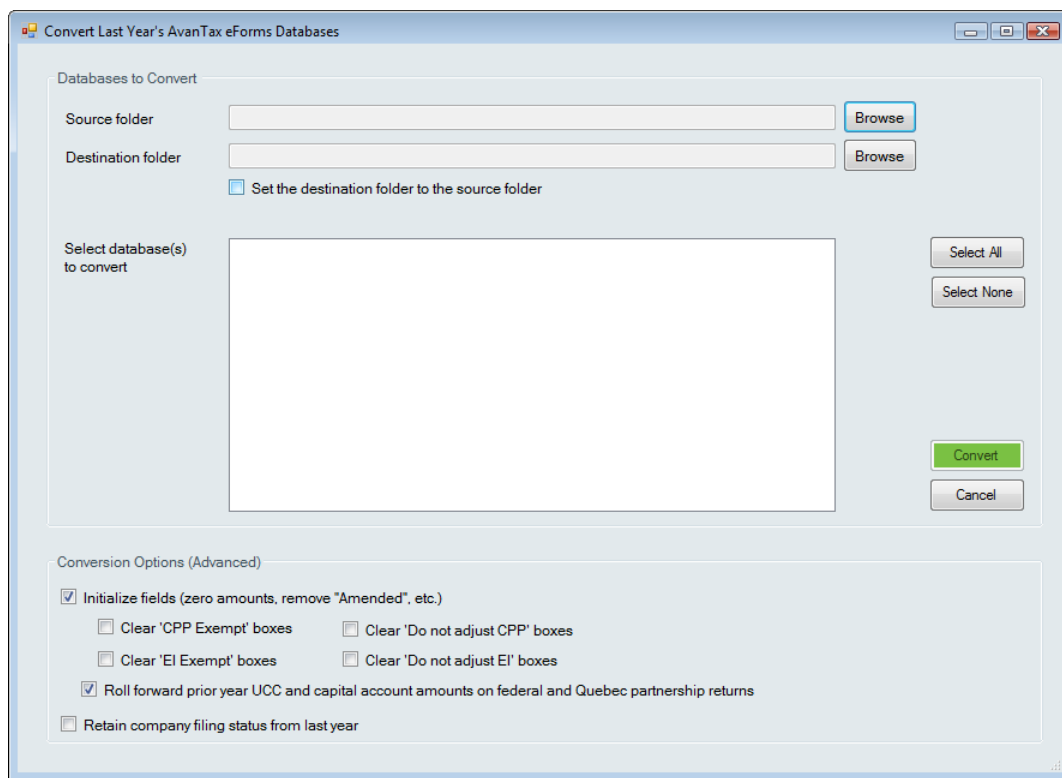 Convert Last Year's AvanTax eForms Databases
Databases to Convert
Source folder
Browse
Destination folder
Browse
Set the destination folder to the source folder
Select database(s)
to convert
Select All
Select None
Convert
Cancel
Conversion Options (Advanced)
Initialize fields (zero amounts, remove "Amended", etc.)
Clear 'CPP Exempt' boxes
Clear 'Do not adjust CPP' boxes
Clear 'EI Exempt' boxes
Clear 'Do not adjust EI' boxes
Roll forward prior year UCC and capital account amounts on federal and Quebec partnership returns
Retain company filing status from last year